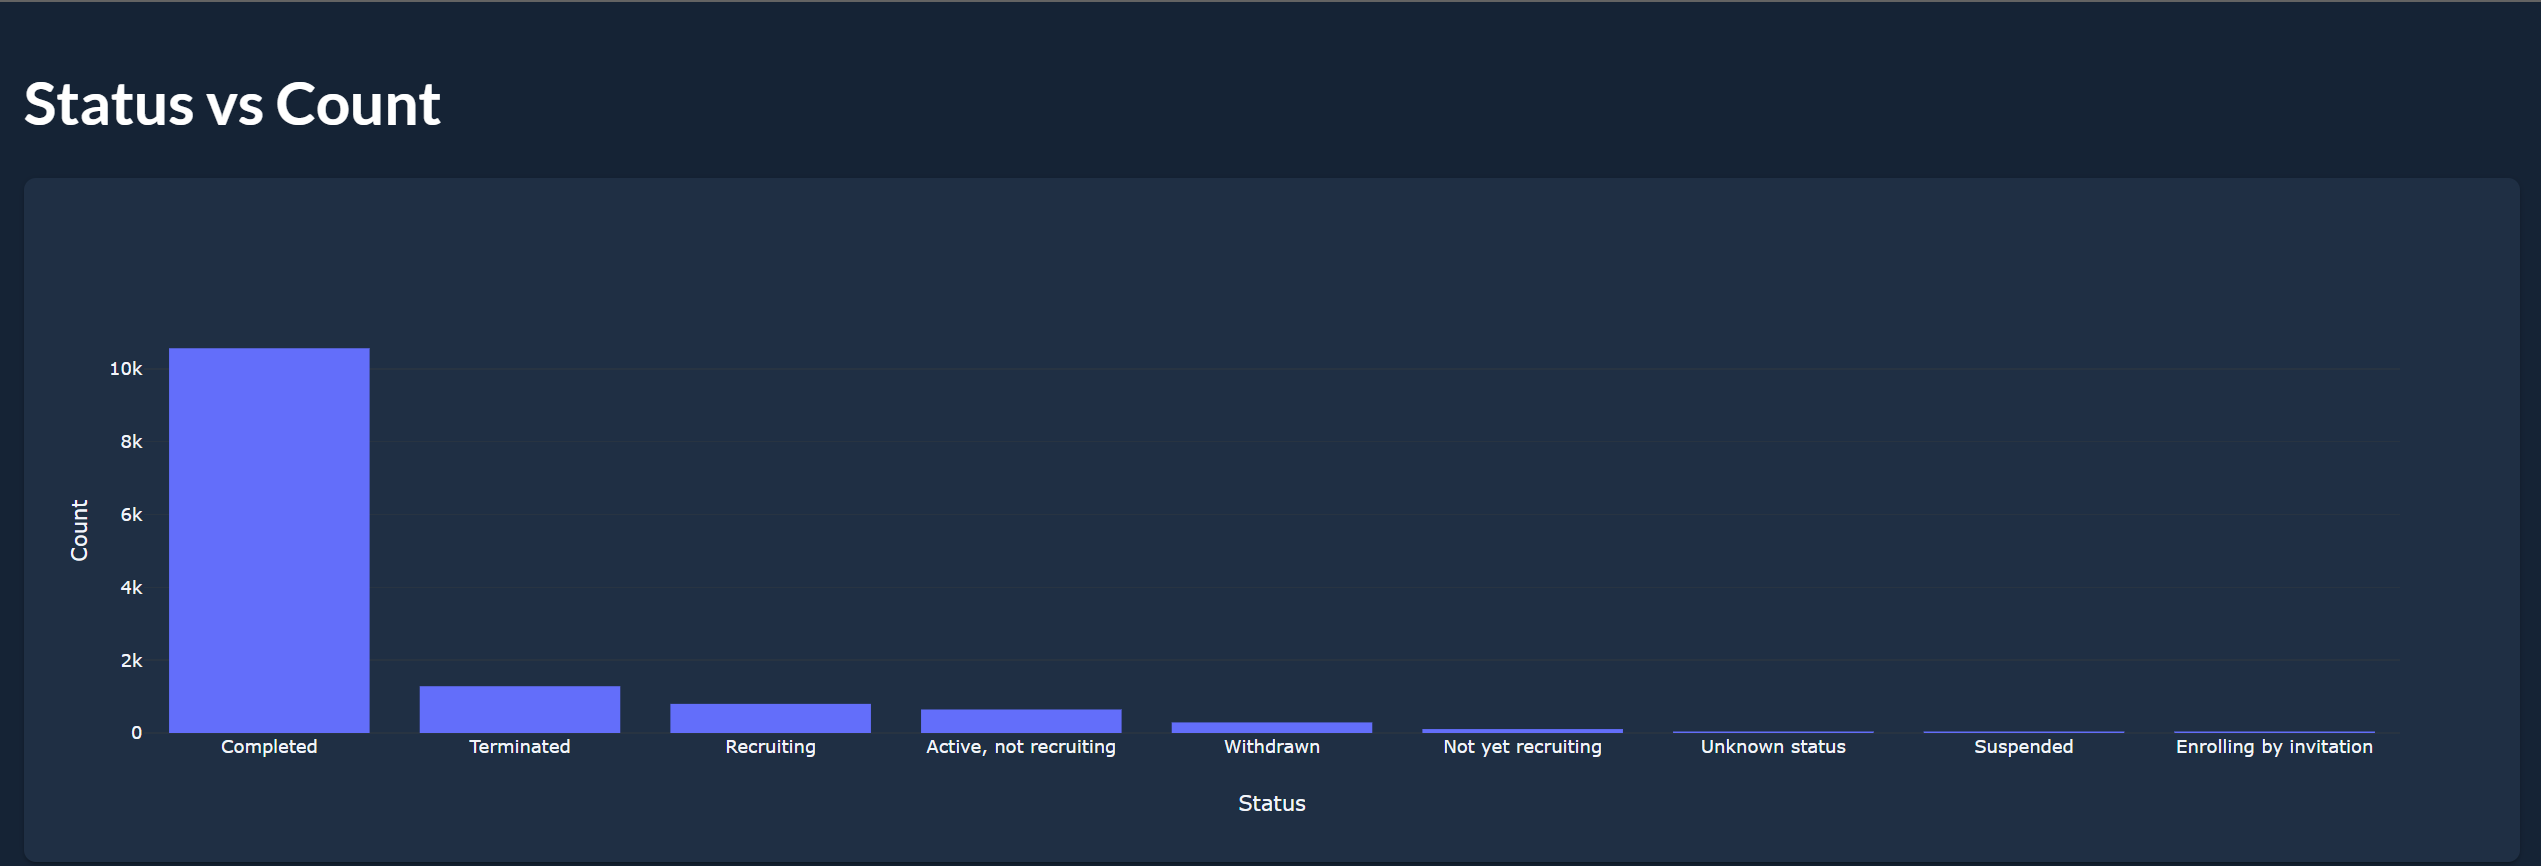 Status vs Count
10k
8k
6k
4k
2k
0
Count
Completed
Terminated
Recruiting
Active, not recruiting
Withdrawn
Not yet recruiting
Unknown status
Suspended
Enrolling by invitation
Status